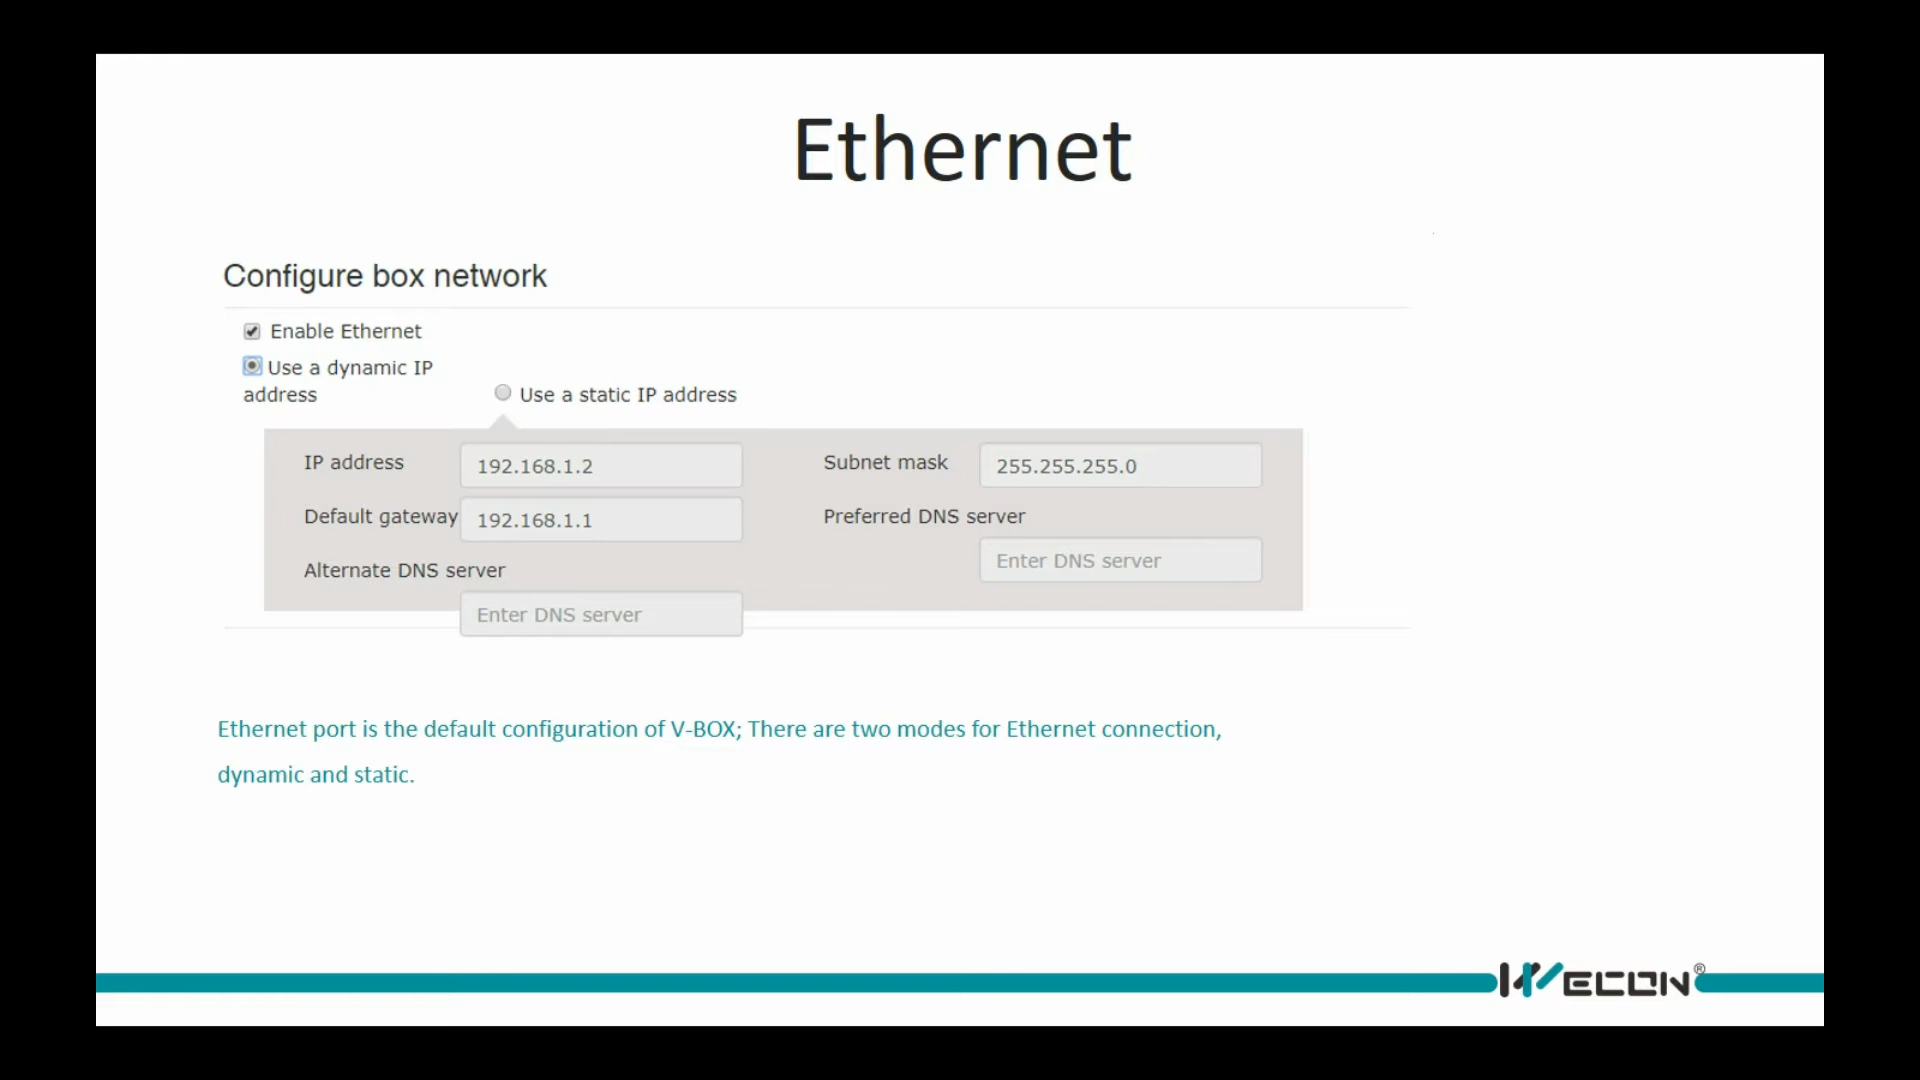 Ethernet
Configure box network
Enable Ethernet
Use a dynamic IP
address
Use a static IP address
IP address
192.168.1.2
Subnet mask
255.255.255.0
Default gateway
192.168.1.1
Preferred DNS server
Enter DNS server
Alternate DNS server
Enter DNS server
Ethernet port is the default configuration of V-BOX; There are two modes for Ethernet connection,
dynamic and static.
WECON®